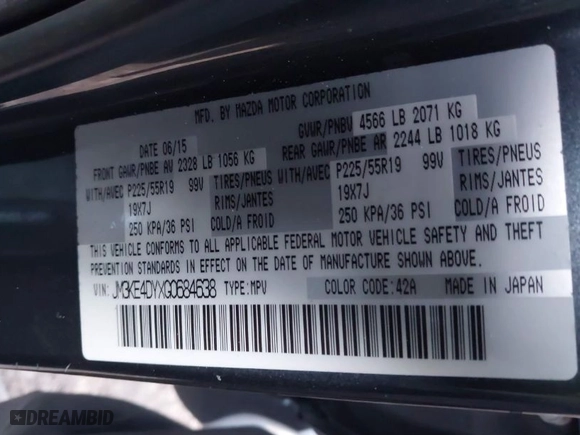 MFD. BY MAZDA MOTOR CORPORATION
DATE 06/15 GVWR/PNBV 4566 LB 2071 KG
FRONT GAWR/PNBE AV 2328 LB 1056 KG REAR GAWR/PNBE AR 2244 LB 1018 KG
WITH/AVEC P225/55R19 99V TIRES/PNEUS WITH/AVEC P225/55R19 99V TIRES/PNEUS
19X7J RIMS/JANTES 19X7J RIMS/JANTES
250 KPA/36 PSI COLD/A FROID 250 KPA/36 PSI COLD/A FROID
THIS VEHICLE CONFORMS TO ALL APPLICABLE FEDERAL MOTOR VEHICLE SAFETY AND THEFT
PREVENTION STANDARDS IN EFFECT ON THE DATE OF MANUFACTURE SHOWN ABOVE.
VIN: JM3KE4DYXG0684638 TYPE: MPV COLOR CODE: 42A MADE IN JAPAN
DREAMBID